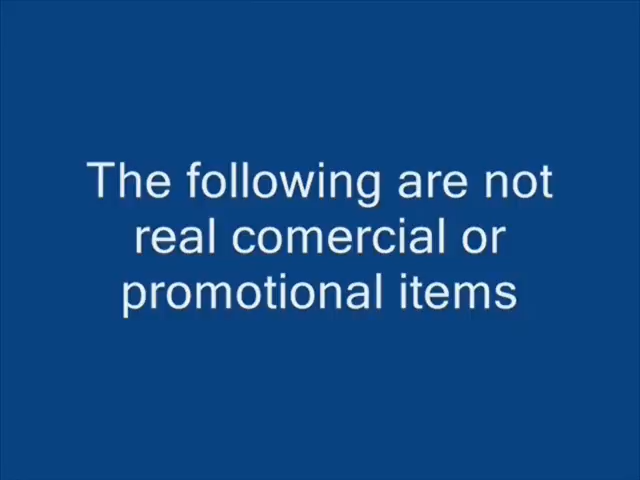 The following are not
real comercial or
promotional items